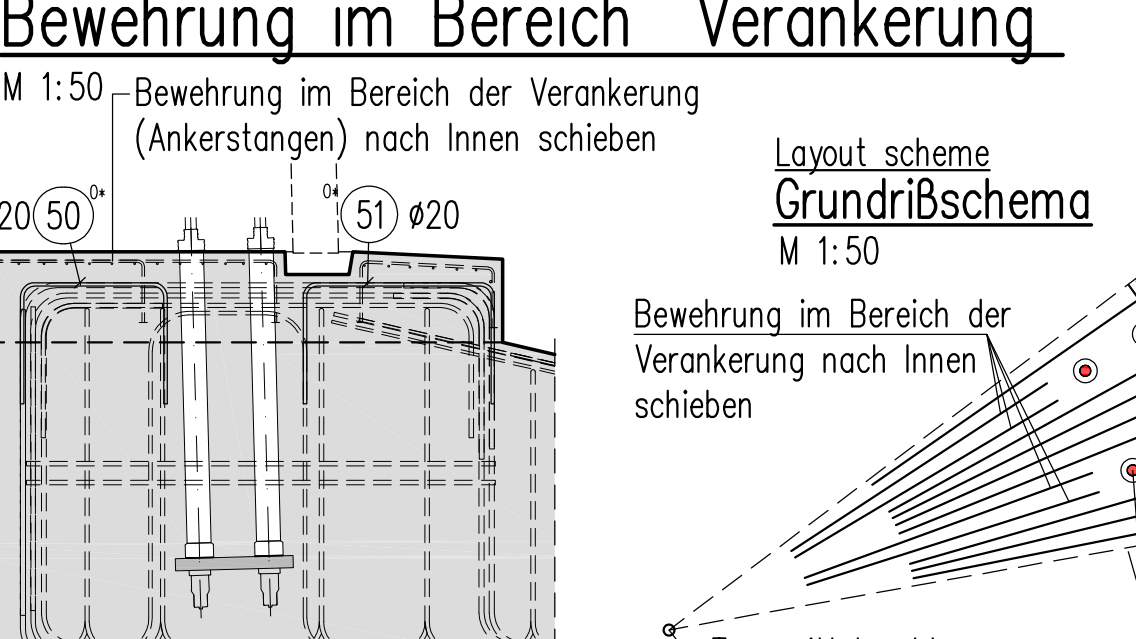 Bewehrung im Bereich Verankerung
M 1:50
Bewehrung im Bereich der Verankerung
(Ankerstangen) nach Innen schieben
20 50 0*
0* 51 ø20
Layout scheme
Grundrißschema
M 1:50
Bewehrung im Bereich der
Verankerung nach Innen
schieben